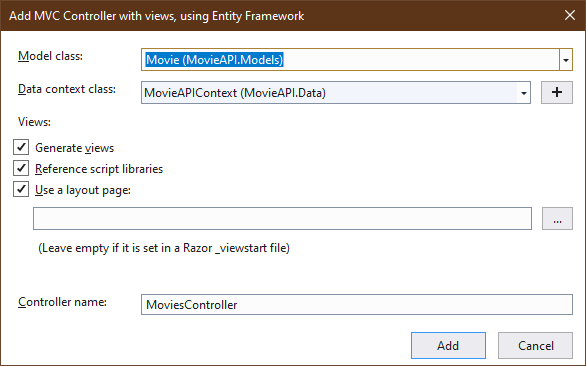 Add MVC Controller with views, using Entity Framework
Model class:
Movie (MovieAPI.Models)
Data context class:
MovieAPIContext (MovieAPI.Data)
+
Views:
Generate views
Reference script libraries
Use a layout page:
...
(Leave empty if it is set in a Razor _viewstart file)
Controller name:
MoviesController
Add
Cancel